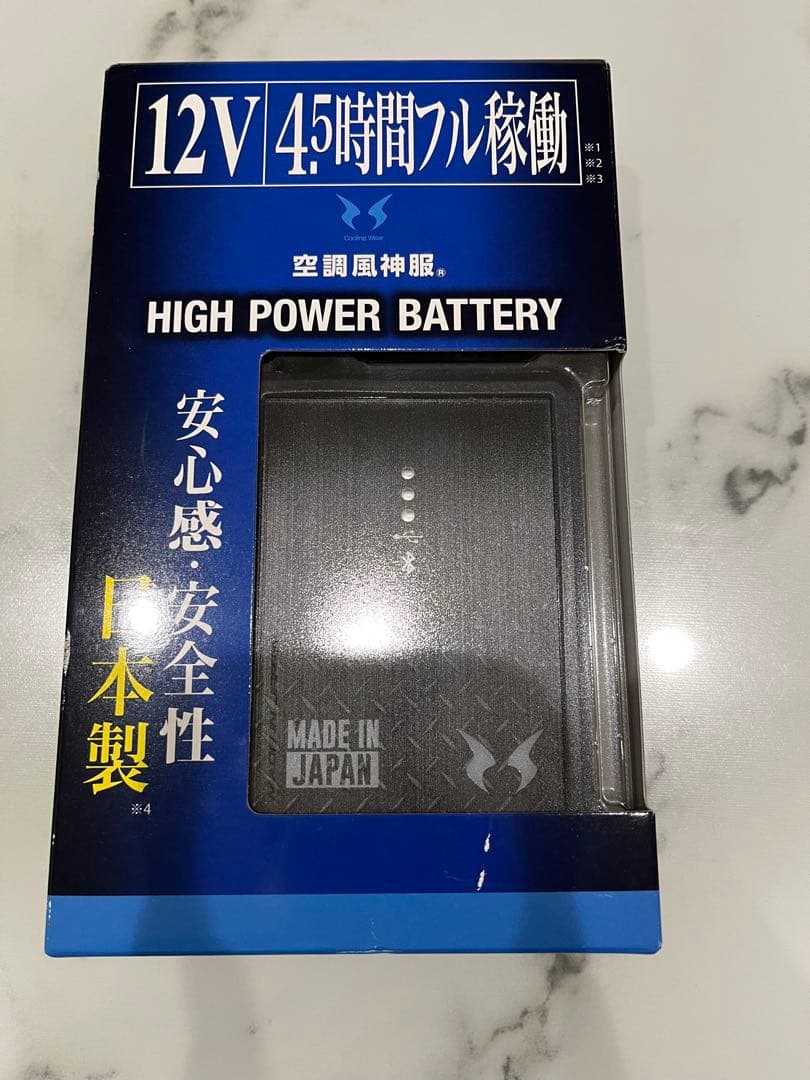 12V 4.5時間フル稼働
※1
※2
※3
Cooling Wear
空調風神服®
HIGH POWER BATTERY
安心感・安全性
日本製
※4
MADE IN
JAPAN